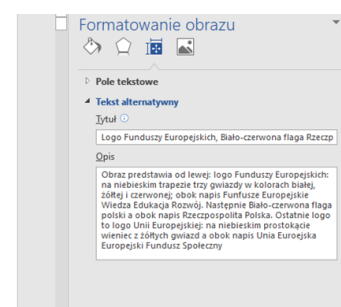 Formatowanie obrazu
Pole tekstowe
Tekst alternatywny
Tytuł
Logo Funduszy Europejskich, Biało-czerwona flaga Rzeczp
Opis
Obraz przedstawia od lewej: logo Funduszy Europejskich:
na niebieskim trapezie trzy gwiazdy w kolorach białej,
żółtej i czerwonej; obok napis Funfusze Europejskie
Wiedza Edukacja Rozwój. Następnie Biało-czerwona flaga
polski a obok napis Rzeczpospolita Polska. Ostatnie logo
to logo Unii Europejskiej: na niebieskim prostokącie
wieniec z żółtych gwiazd a obok napis Unia Euroejska
Europejski Fundusz Społeczny